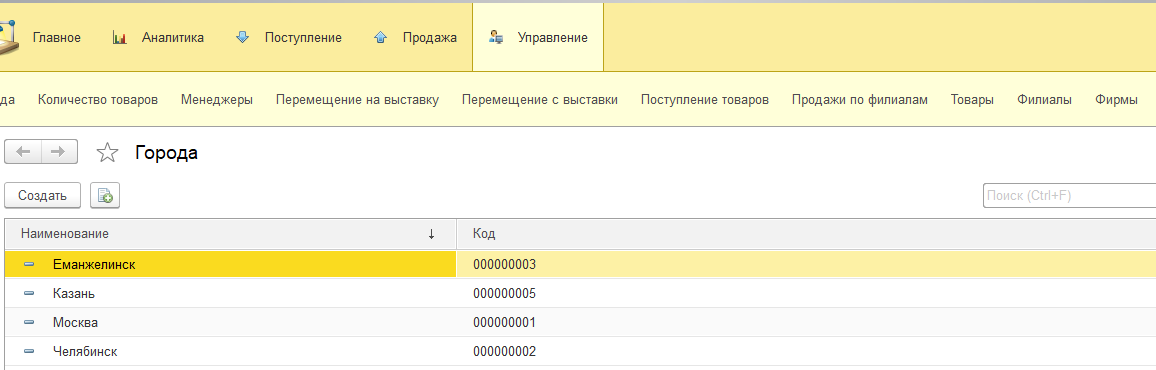 Главное Аналитика Поступление Продажа Управление
да Количество товаров Менеджеры Перемещение на выставку Перемещение с выставки Поступление товаров Продажи по филиалам Товары Филиалы Фирмы
Города
Создать Поиск (Ctrl+F)
Наименование ↓ Код
Еманжелинск 000000003
Казань 000000005
Москва 000000001
Челябинск 000000002